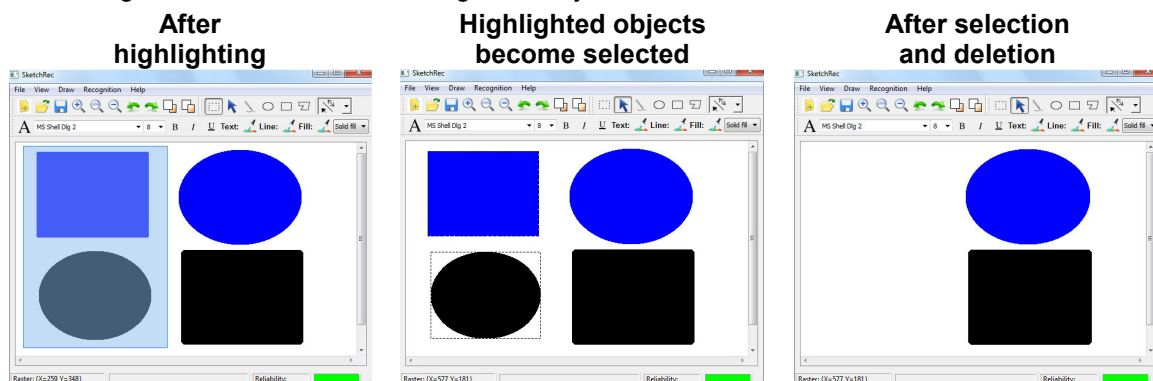 After
highlighting
Highlighted objects
become selected
After selection
and deletion
SketchRec
File View Draw Recognition Help
A MS Shell Dlg 2 8 B I U Text: Line: Fill: Solid fill
Raster: (X=259 Y=348) Reliability:
SketchRec
File View Draw Recognition Help
A MS Shell Dlg 2 8 B I U Text: Line: Fill: Solid fill
Raster: (X=577 Y=181) Reliability:
SketchRec
File View Draw Recognition Help
A MS Shell Dlg 2 8 B I U Text: Line: Fill: Solid fill
Raster: (X=577 Y=181) Reliability: